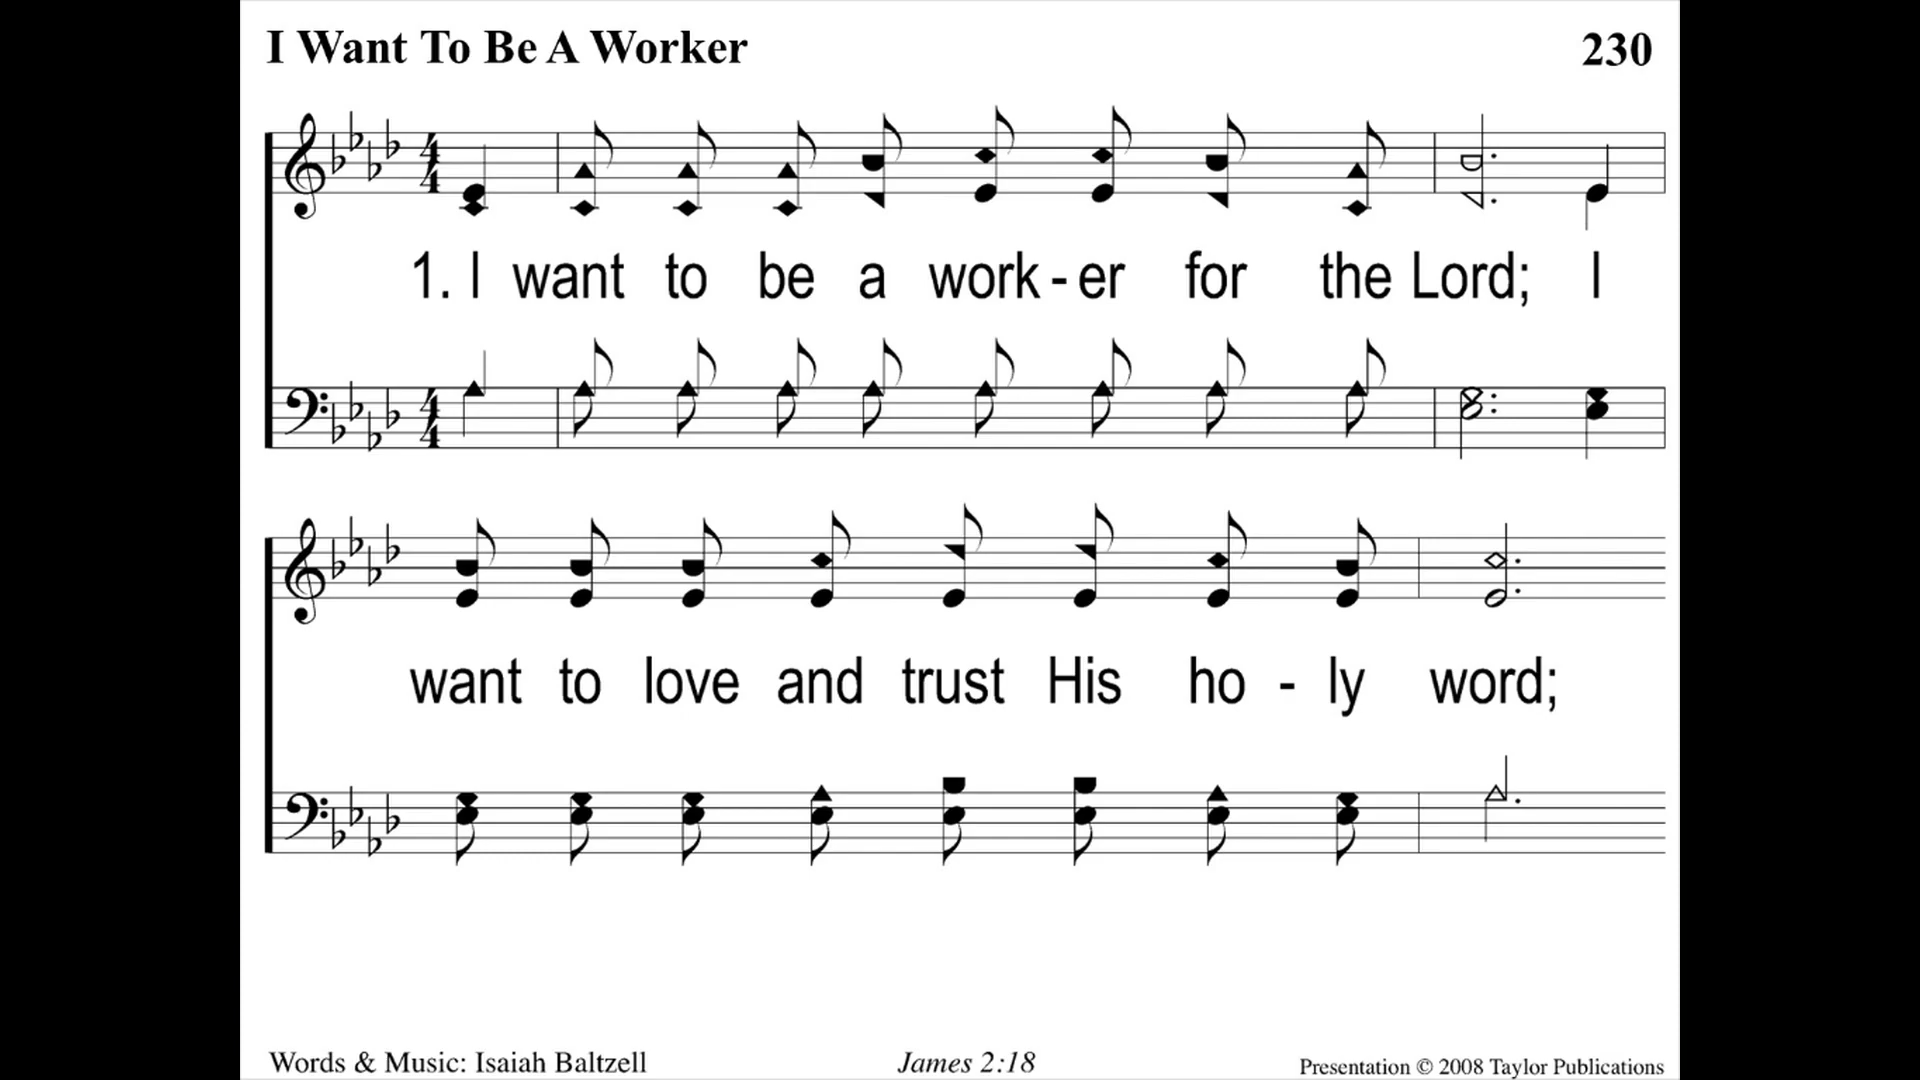 I Want To Be A Worker
230
1. I want to be a work - er for the Lord; I
want to love and trust His ho - ly word;
Words & Music: Isaiah Baltzell
James 2:18
Presentation © 2008 Taylor Publications